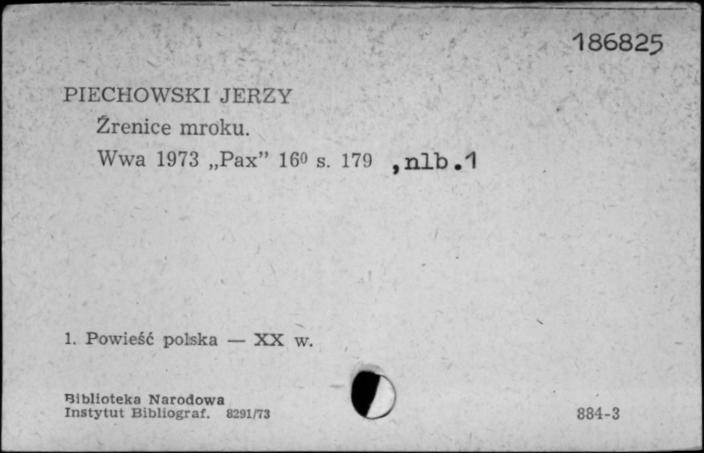 186825
PIECHOWSKI JERZY
Źrenice mroku.
Wwa 1973 „Pax” 16⁰ s. 179 ,nlb.1
1. Powieść polska — XX w.
Biblioteka Narodowa
Instytut Bibliograf. 8291/73
884-3